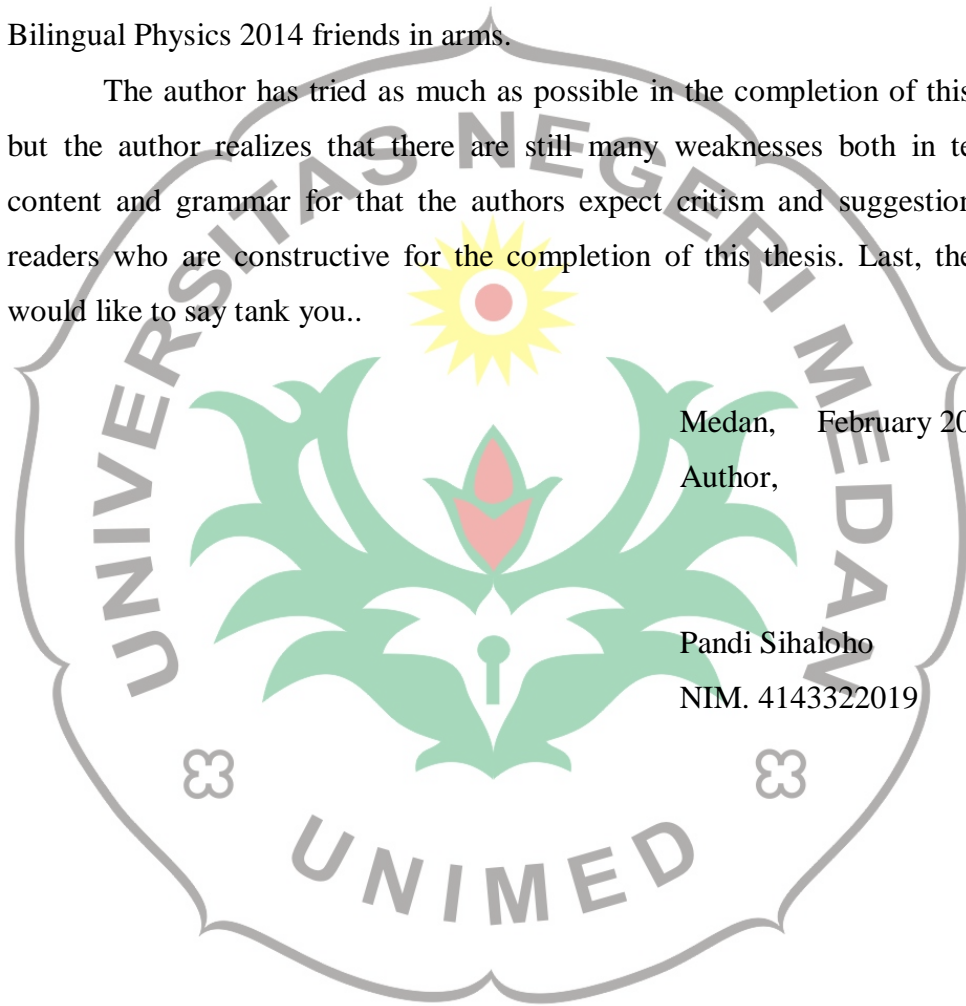 Bilingual Physics 2014 friends in arms.
The author has tried as much as possible in the completion of this
but the author realizes that there are still many weaknesses both in te
content and grammar for that the authors expect critism and suggestion
readers who are constructive for the completion of this thesis. Last, the
would like to say tank you..
Medan, February 20
Author,
Pandi Sihaloho
NIM. 4143322019
UNIVERSITAS NEGERI MEDAN
UNIMED